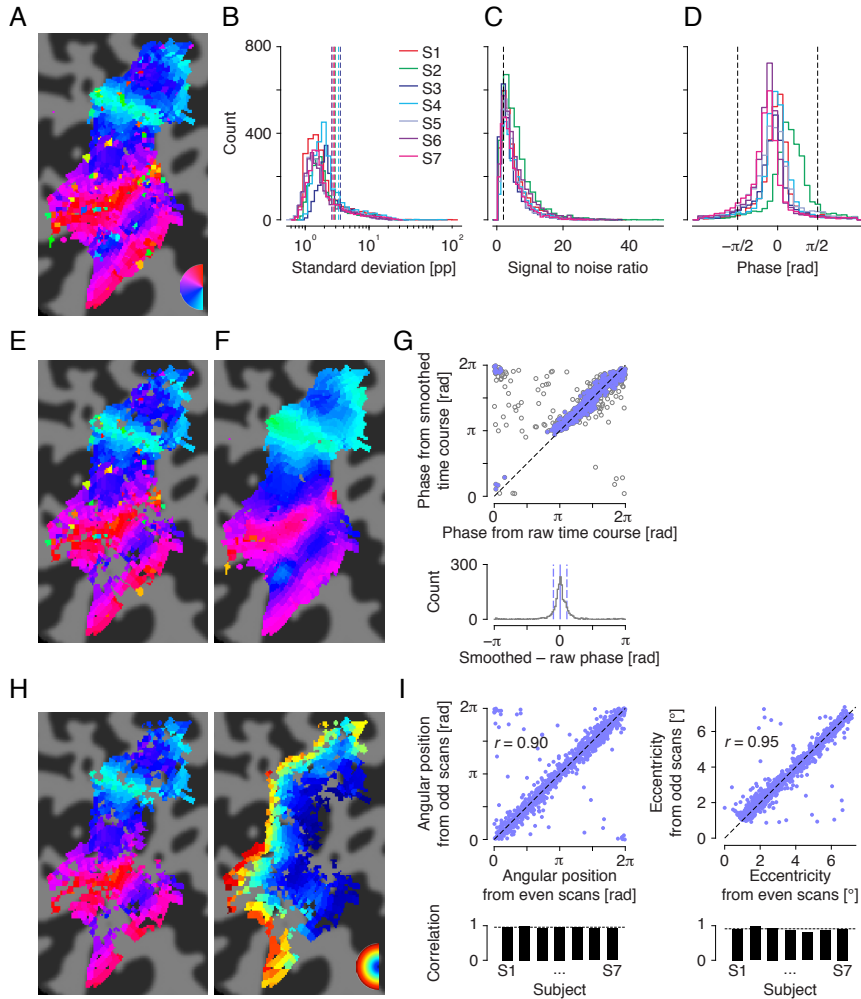 A
B
C
D
800
400
0
Count
10⁰
10¹
10²
Standard deviation [pp]
S1
S2
S3
S4
S5
S6
S7
0
20
40
Signal to noise ratio
−π/2
0
π/2
Phase [rad]
E
F
G
2π
π
0
Phase from smoothed
time course [rad]
0
π
2π
Phase from raw time course [rad]
300
0
Count
−π
0
π
Smoothed – raw phase [rad]
H
I
2π
π
0
Angular position
from odd scans [rad]
r = 0.90
0
π
2π
Angular position
from even scans [rad]
6
4
2
0
Eccentricity
from odd scans [°]
r = 0.95
0
2
4
6
Eccentricity
from even scans [°]
Correlation
1
0
S1
...
S7
Subject
1
0
S1
...
S7
Subject